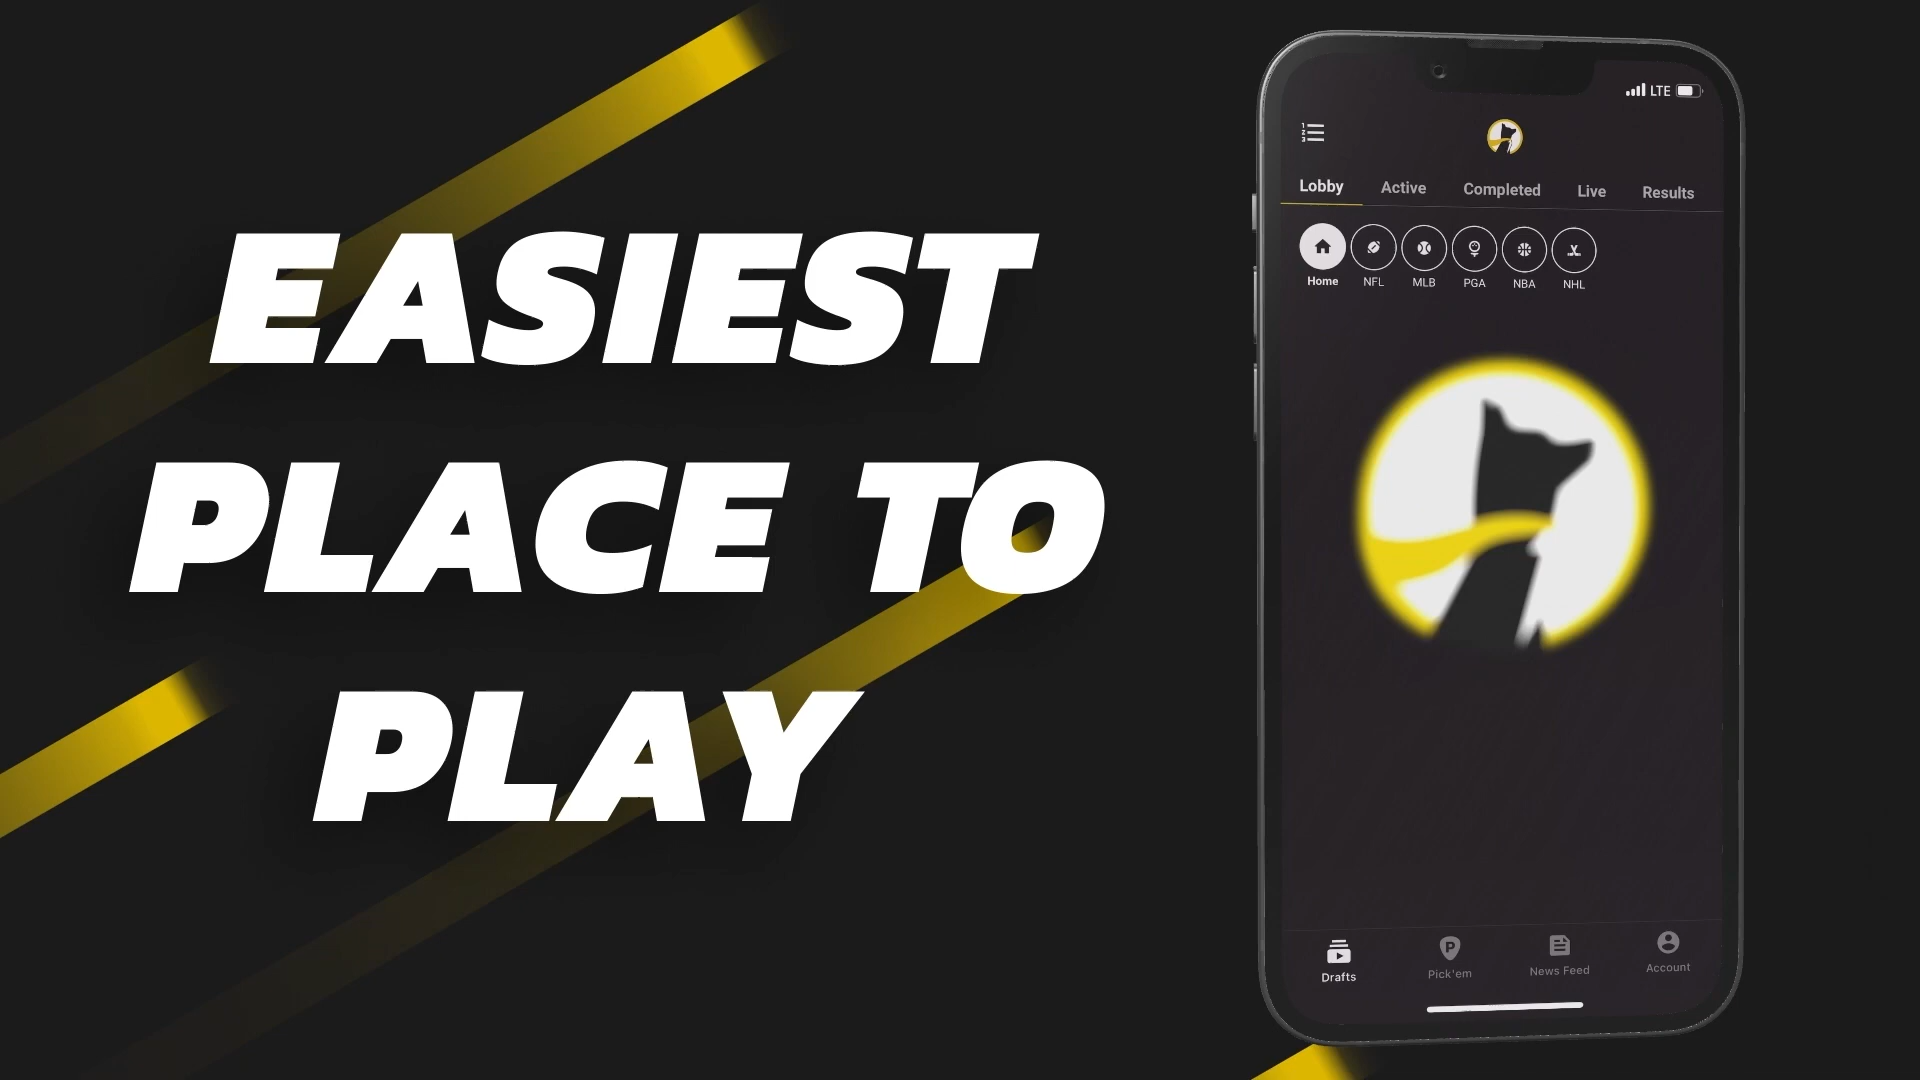 EASIEST
PLACE TO
PLAY
LTE
Lobby Active Completed Live Results
Home NFL MLB PGA NBA NHL
Drafts Pick'em News Feed Account